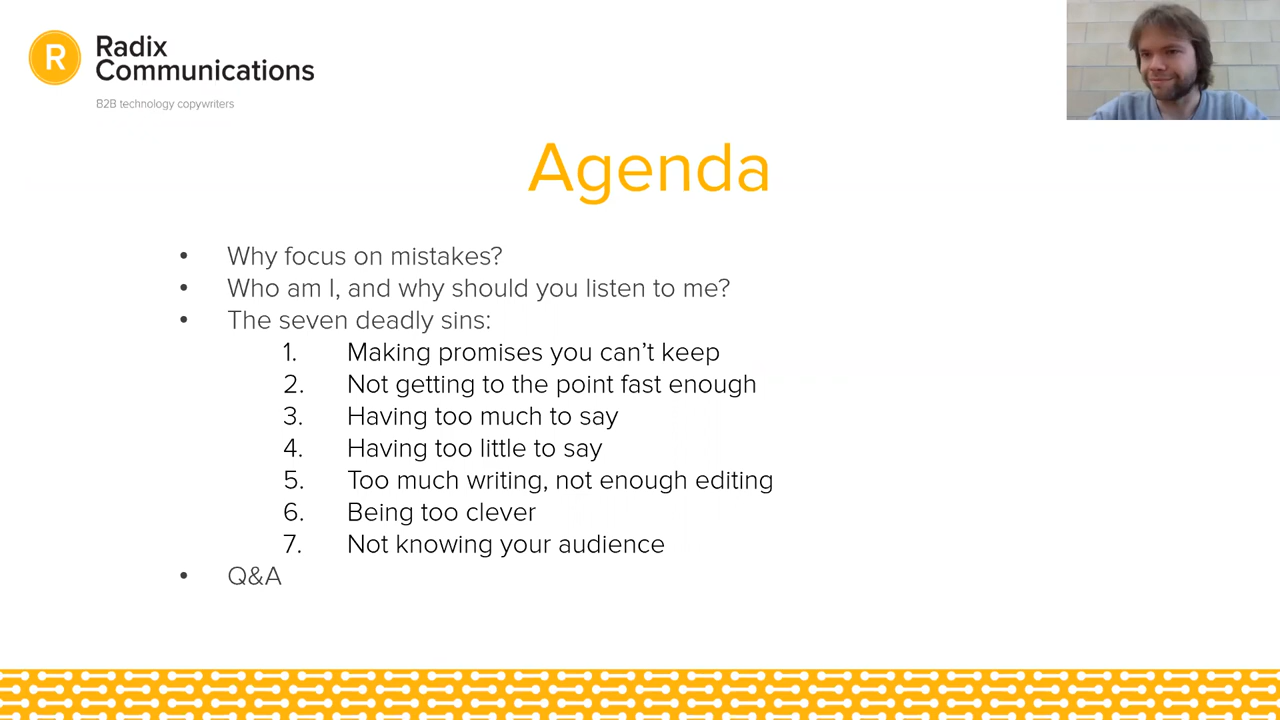 R
Radix
Communications
B2B technology copywriters
Agenda
• Why focus on mistakes?
• Who am I, and why should you listen to me?
• The seven deadly sins:
1. Making promises you can’t keep
2. Not getting to the point fast enough
3. Having too much to say
4. Having too little to say
5. Too much writing, not enough editing
6. Being too clever
7. Not knowing your audience
• Q&A